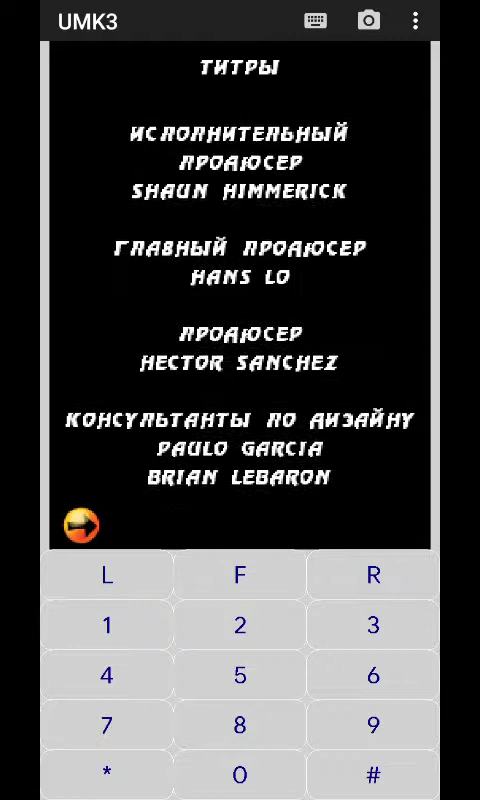 UMK3
ТИТРЫ
ИСПОЛНИТЕЛЬНЫЙ
ПРОДЮСЕР
SHAUN HIMMERICK
ГЛАВНЫЙ ПРОДЮСЕР
HANS LO
ПРОДЮСЕР
HECTOR SANCHEZ
КОНСУЛЬТАНТЫ ПО ДИЗАЙНУ
PAULO GARCIA
BRIAN LEBARON
L F R
1 2 3
4 5 6
7 8 9
* 0 #